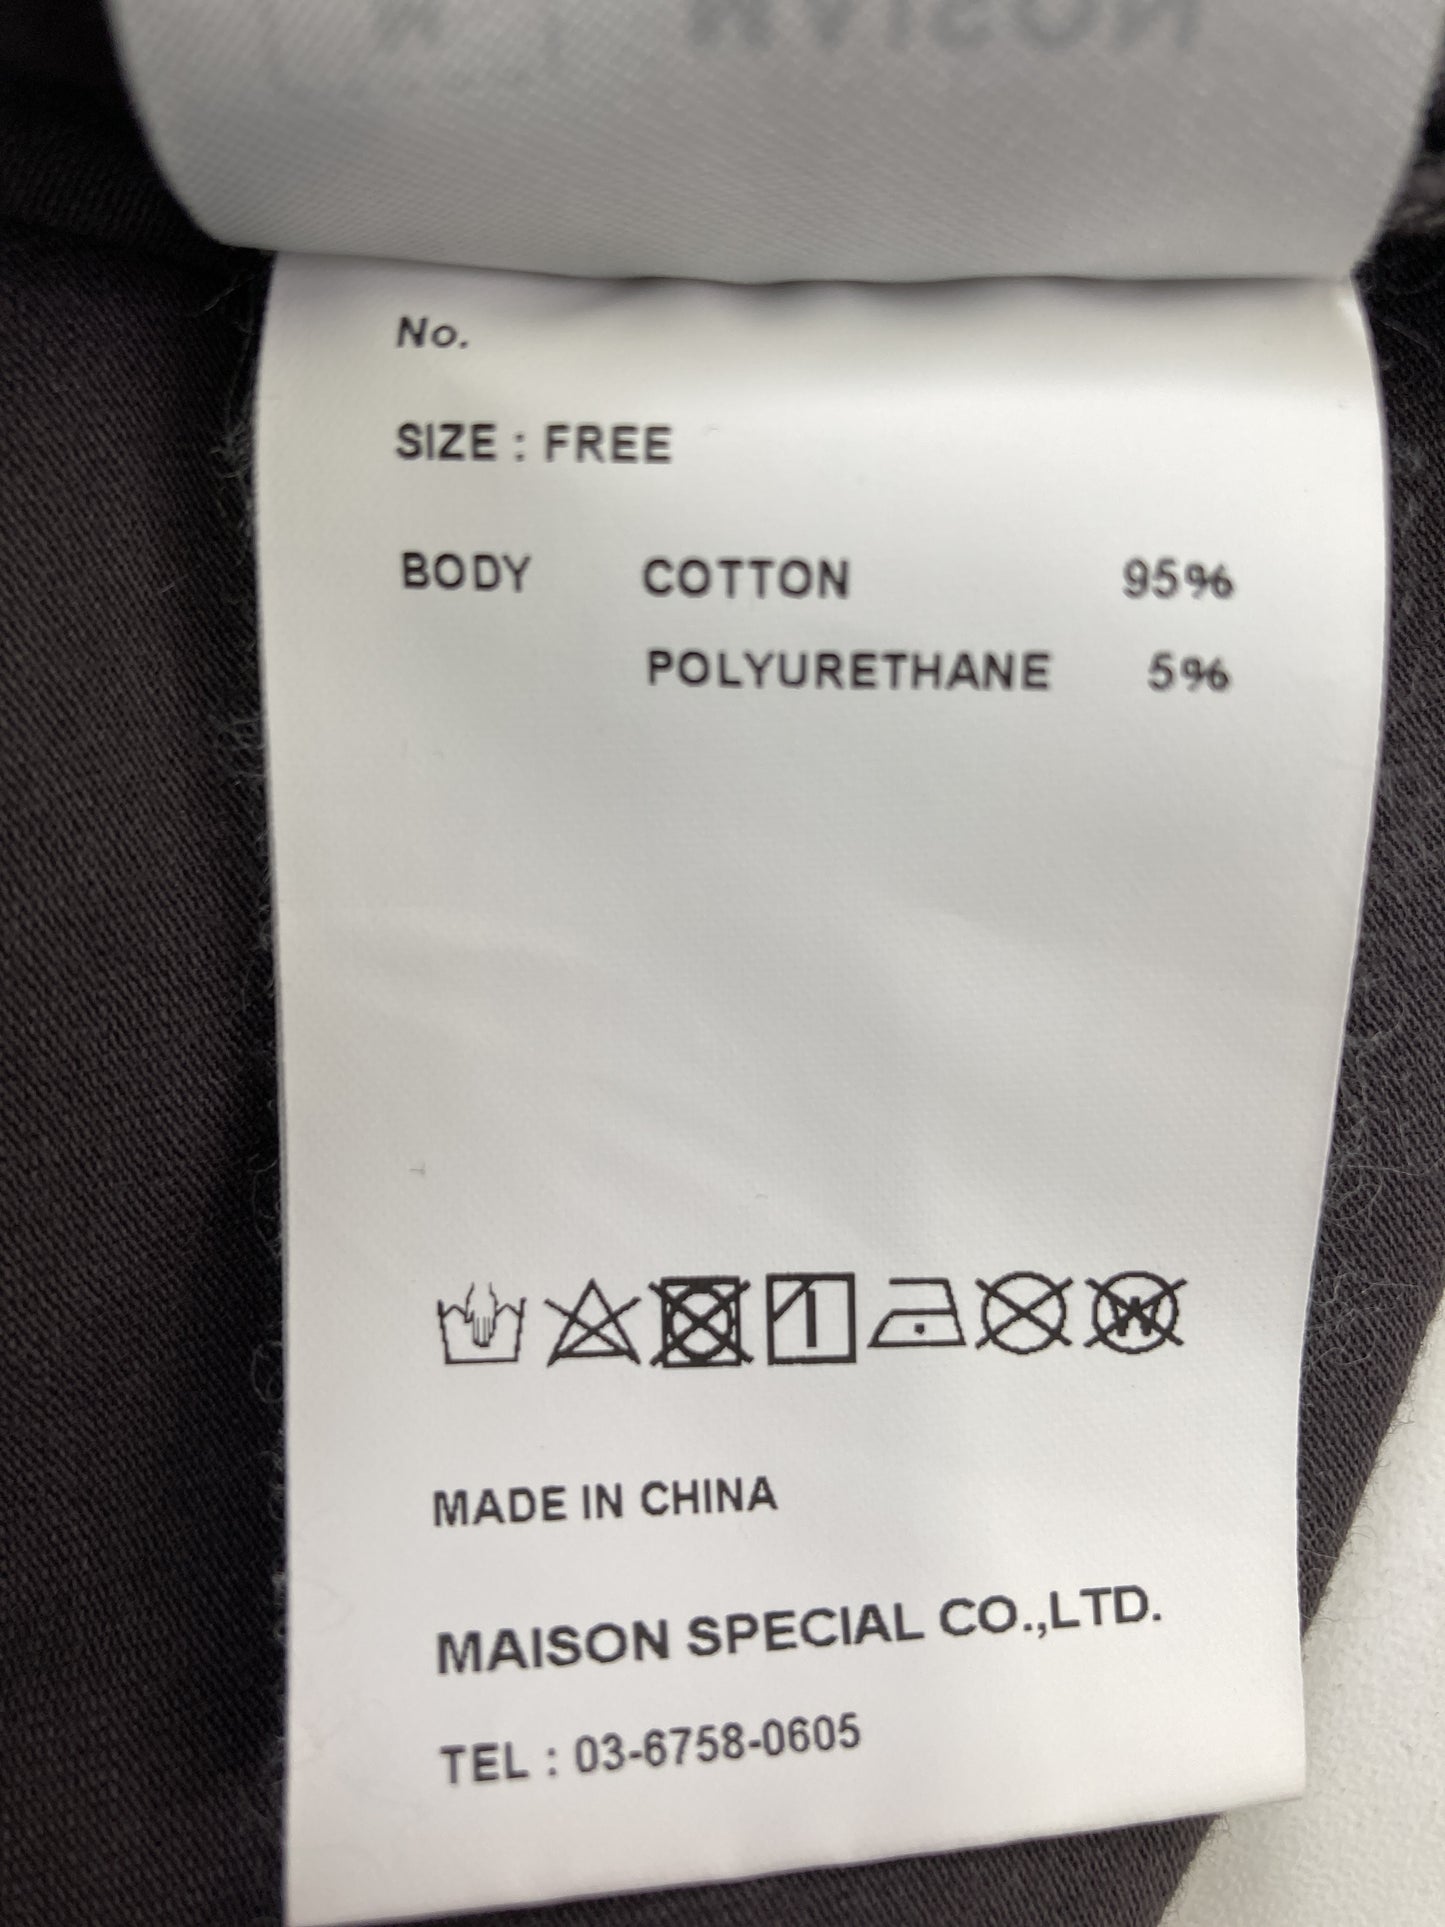 No.
SIZE : FREE
BODY COTTON 95%
POLYURETHANE 5%
MADE IN CHINA
MAISON SPECIAL CO.,LTD.
TEL : 03-6758-0605